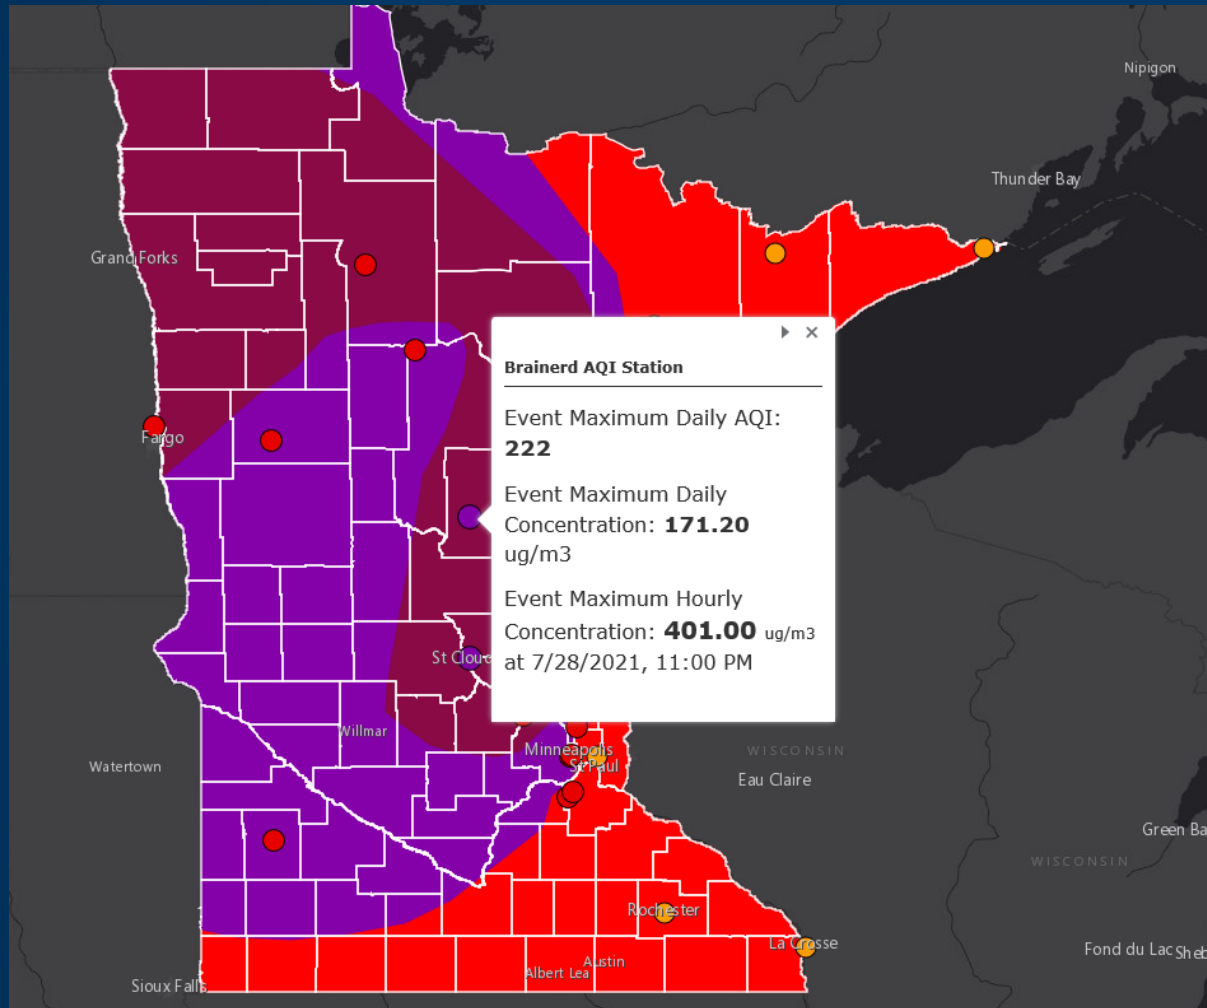 Nipigon
Thunder Bay
Grand Forks
Brainerd AQI Station
Event Maximum Daily AQI:
222
Fargo
Event Maximum Daily
Concentration: 171.20
ug/m3
Event Maximum Hourly
Concentration: 401.00 ug/m3
at 7/28/2021, 11:00 PM
St Cloud
Willmar
Minneapolis
St Paul
WISCONSIN
Watertown
Eau Claire
Green Ba
WISCONSIN
Rochester
La Crosse
Fond du Lac
Sheb
Austin
Albert Lea
Sioux Falls